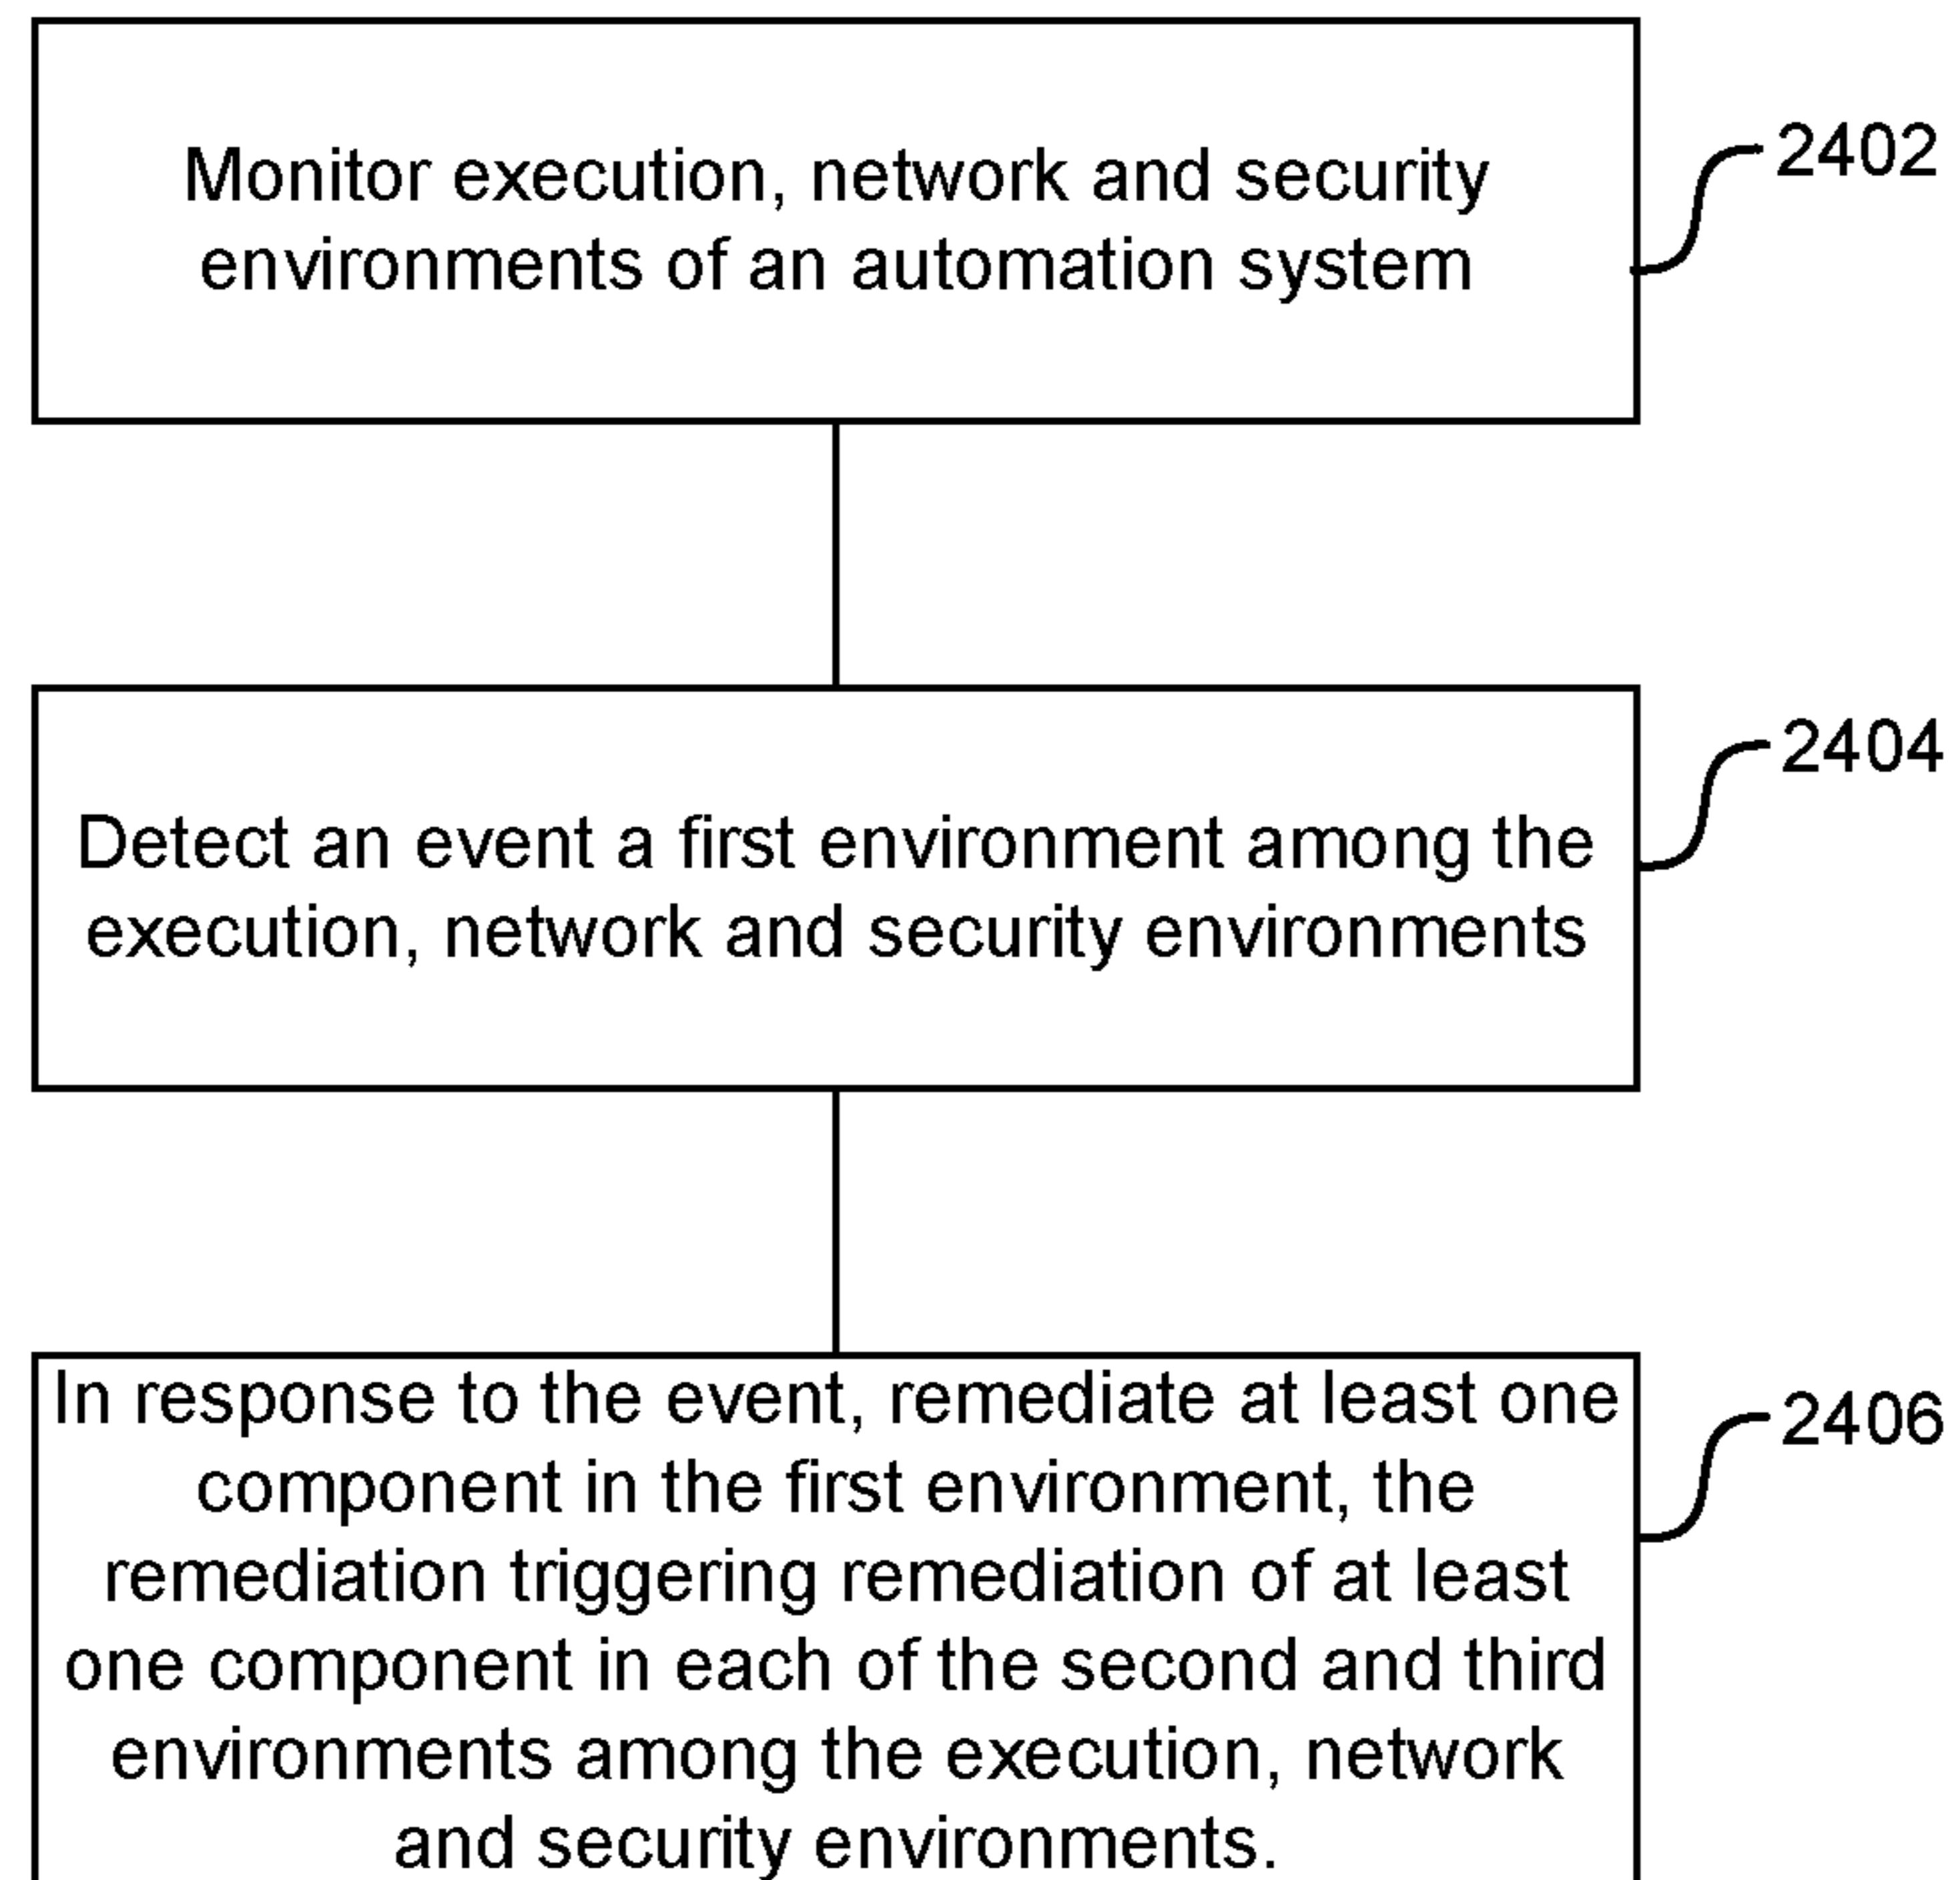 Monitor execution, network and security
environments of an automation system
2402
Detect an event a first environment among the
execution, network and security environments
2404
In response to the event, remediate at least one
component in the first environment, the
remediation triggering remediation of at least
one component in each of the second and third
environments among the execution, network
and security environments.
2406